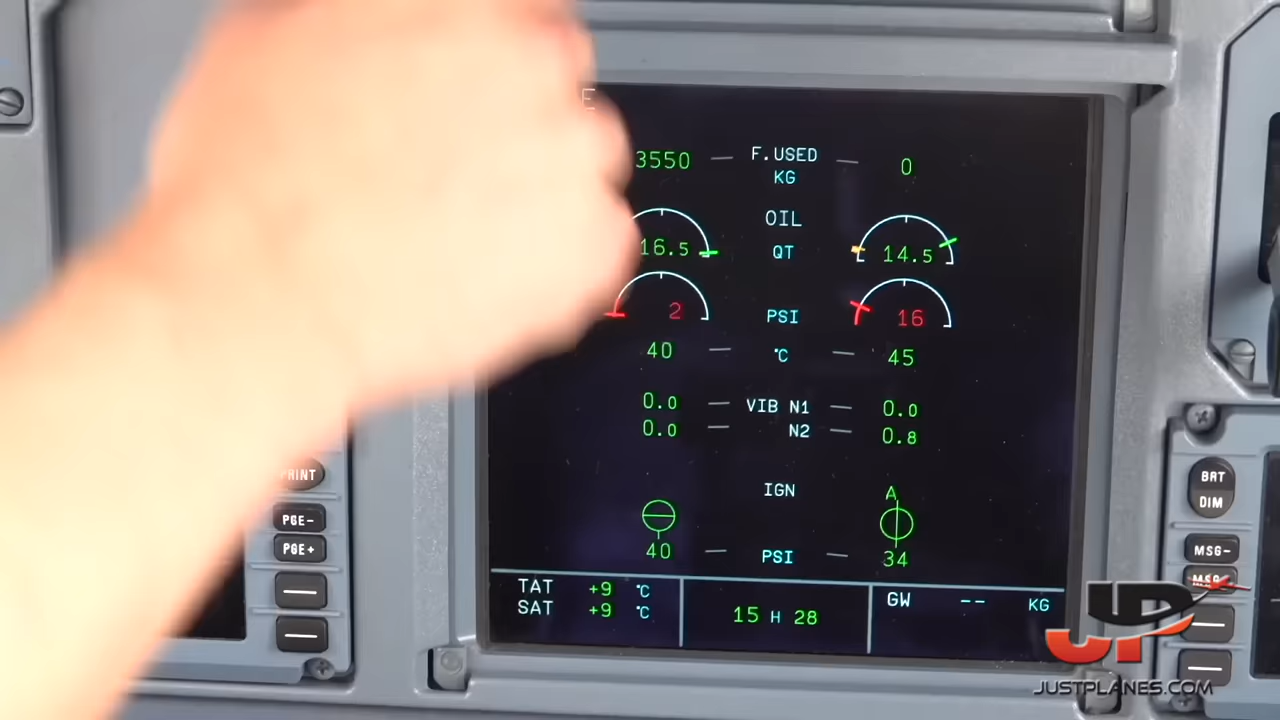 E
3550 F.USED 0
KG
OIL
16.5 QT 14.5
2 PSI 16
40 °C 45
0.0 VIB N1 0.0
0.0 N2 0.8
IGN A
40 PSI 34
TAT +9 °C
SAT +9 °C
15 H 28
GW -- KG
PGE-
PGE+
BRT
DIM
MSG-
JP
JUSTPLANES.COM